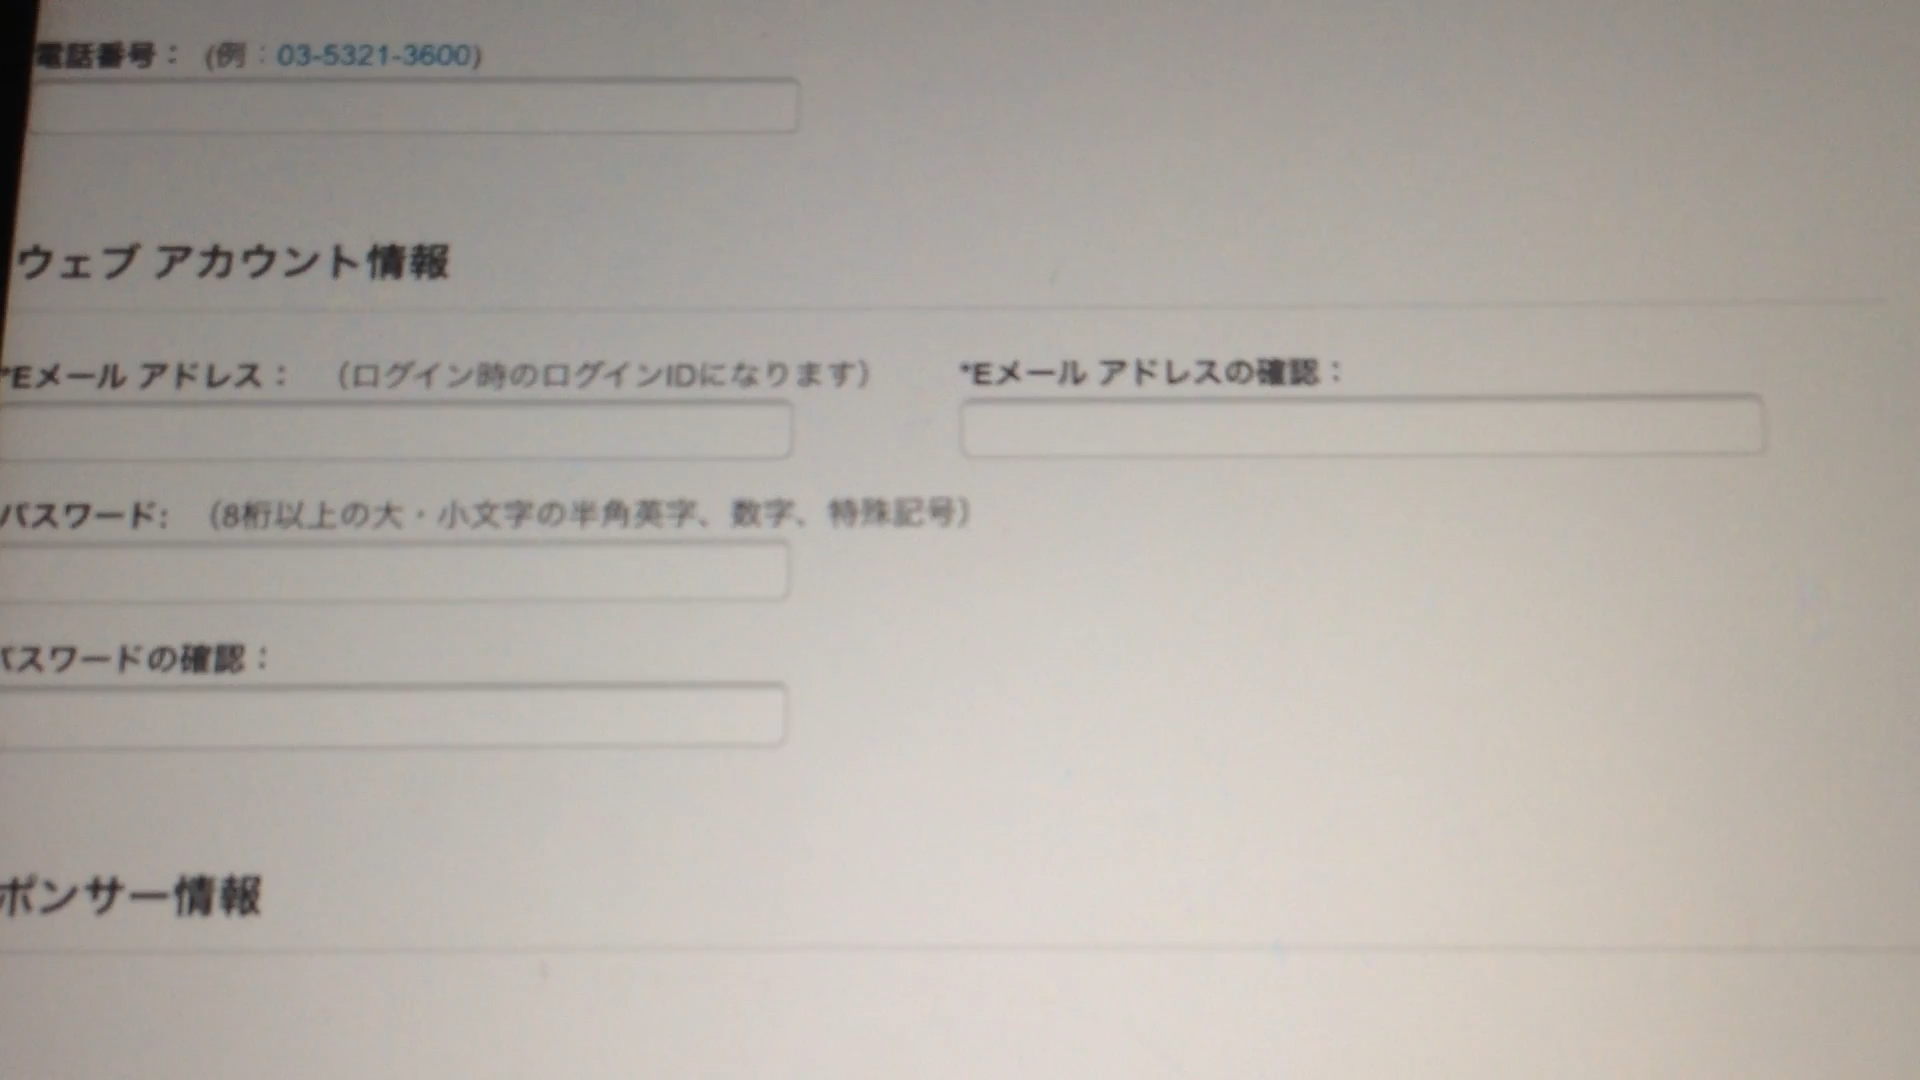 電話番号： (例：03-5321-3600)
ウェブ アカウント情報
*Eメール アドレス： （ログイン時のログインIDになります）
*Eメール アドレスの確認：
パスワード: （8桁以上の大・小文字の半角英字、数字、特殊記号）
パスワードの確認：
ポンサー情報